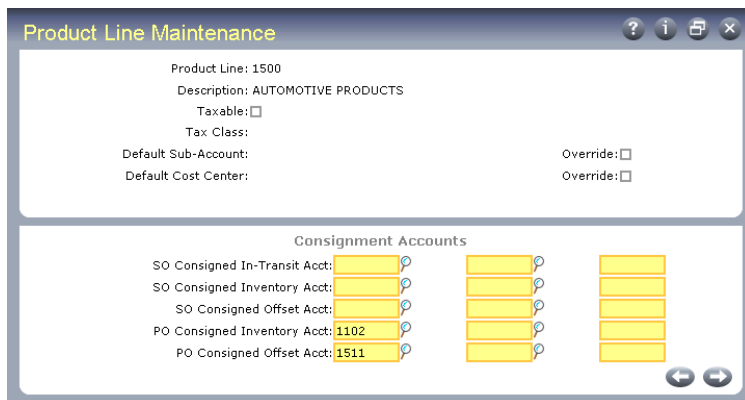 Product Line Maintenance
Product Line: 1500
Description: AUTOMOTIVE PRODUCTS
Taxable:
Tax Class:
Default Sub-Account: Override:
Default Cost Center: Override:
Consignment Accounts
SO Consigned In-Transit Acct:
SO Consigned Inventory Acct:
SO Consigned Offset Acct:
PO Consigned Inventory Acct: 1102
PO Consigned Offset Acct: 1511